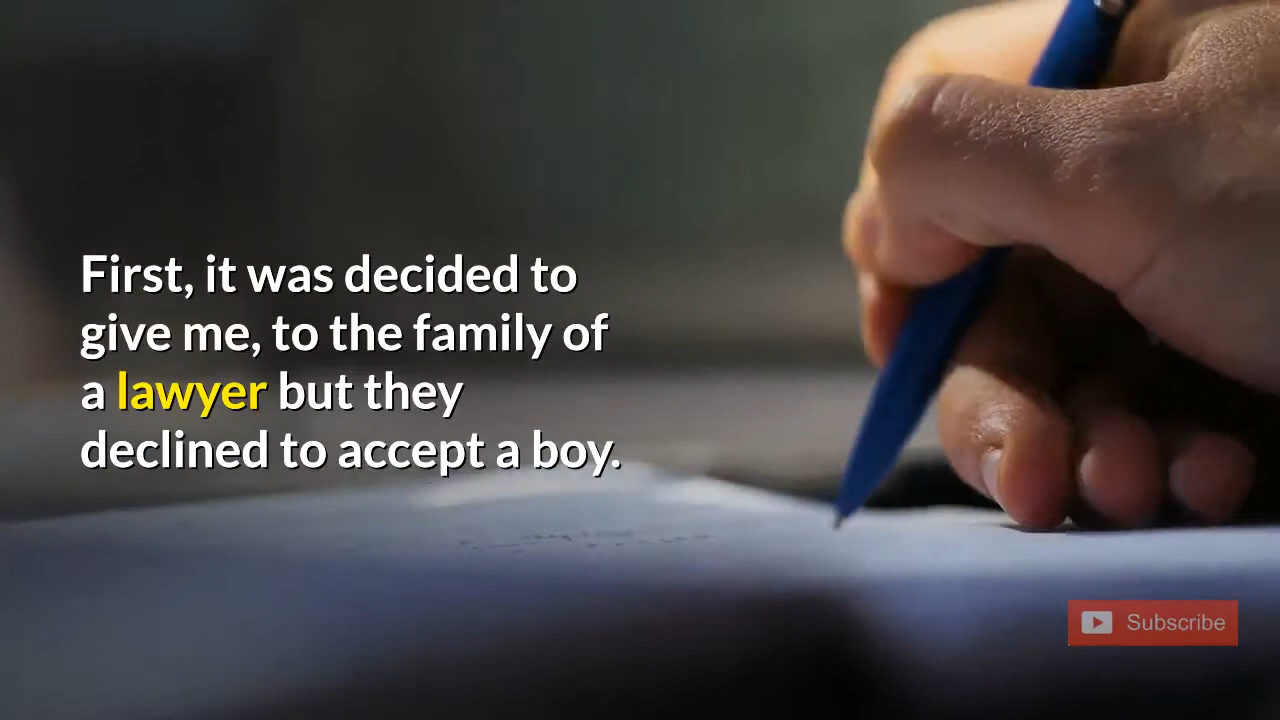 First, it was decided to
give me, to the family of
a lawyer but they
declined to accept a boy.
Subscribe